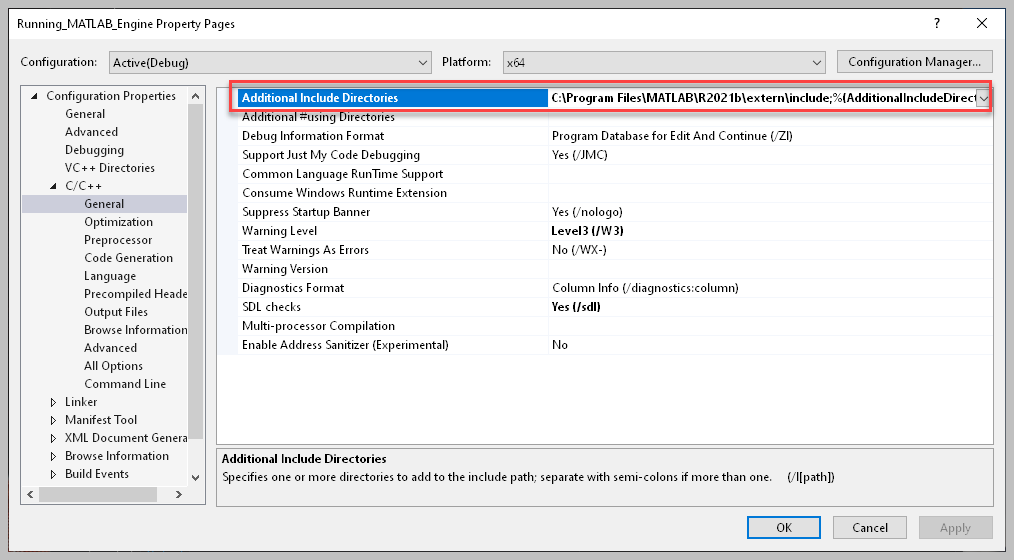 Running_MATLAB_Engine Property Pages
?
Configuration: Active(Debug) Platform: x64 Configuration Manager...
Configuration Properties
General
Advanced
Debugging
VC++ Directories
C/C++
General
Optimization
Preprocessor
Code Generation
Language
Precompiled Heade
Output Files
Browse Information
Advanced
All Options
Command Line
Linker
Manifest Tool
XML Document Genera
Browse Information
Build Events
Additional Include Directories C:\Program Files\MATLAB\R2021b\extern\include;%(AdditionalIncludeDirect
Additional #using Directories
Debug Information Format Program Database for Edit And Continue (/ZI)
Support Just My Code Debugging Yes (/JMC)
Common Language RunTime Support
Consume Windows Runtime Extension
Suppress Startup Banner Yes (/nologo)
Warning Level Level3 (/W3)
Treat Warnings As Errors No (/WX-)
Warning Version
Diagnostics Format Column Info (/diagnostics:column)
SDL checks Yes (/sdl)
Multi-processor Compilation
Enable Address Sanitizer (Experimental) No
Additional Include Directories
Specifies one or more directories to add to the include path; separate with semi-colons if more than one. (/I[path])
OK Cancel Apply